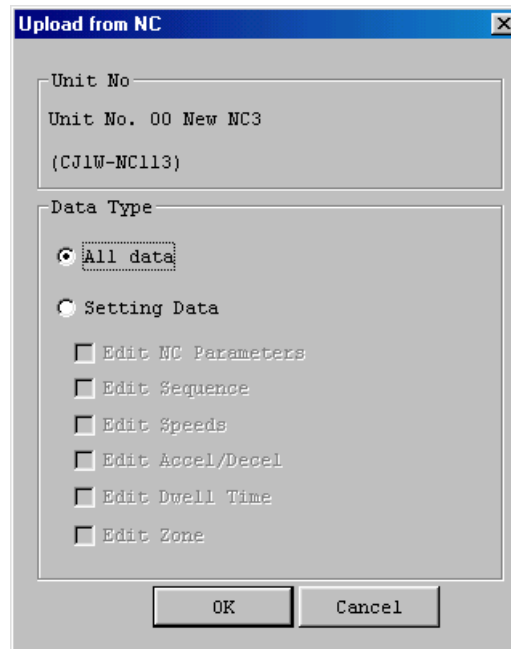 Upload from NC
Unit No
Unit No. 00 New NC3
(CJ1W-NC113)
Data Type
All data
Setting Data
Edit NC Parameters
Edit Sequence
Edit Speeds
Edit Accel/Decel
Edit Dwell Time
Edit Zone
OK
Cancel